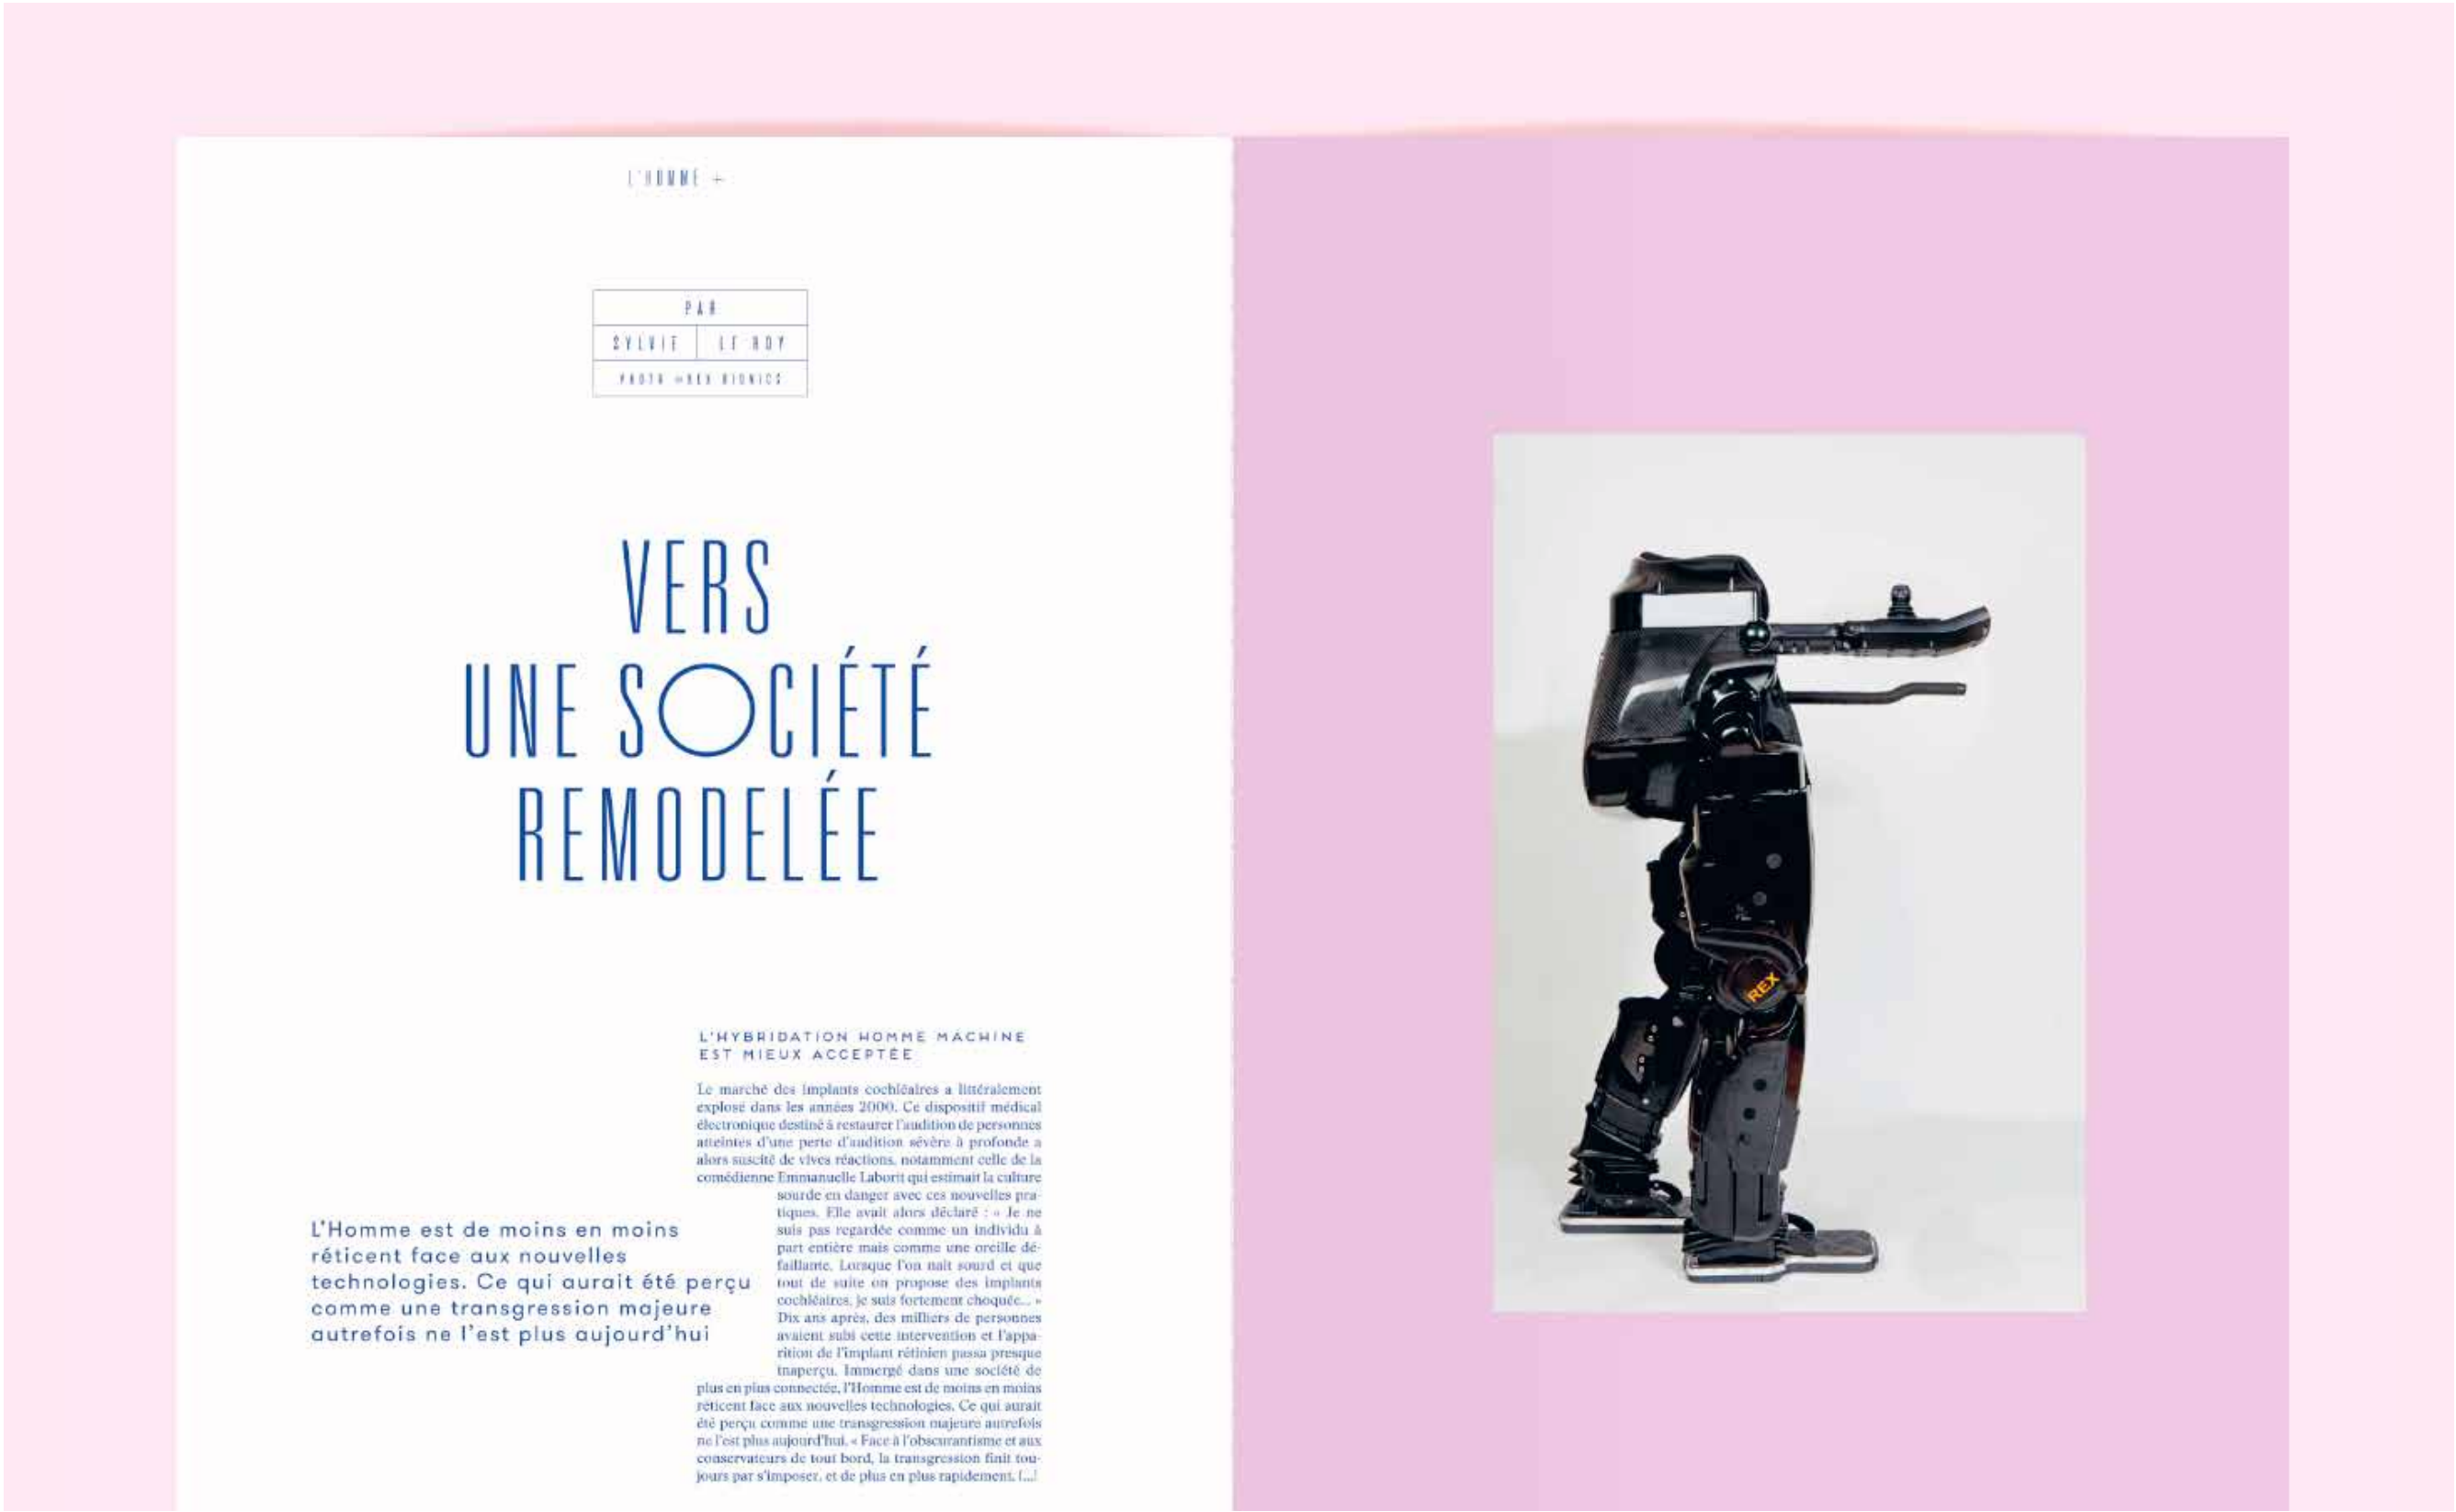 L'HOMME +
PAR
SYLVIE LE ROY
PHOTO ©REX BIONICS
VERS
UNE SOCIÉTÉ
REMODELÉE
L'HYBRIDATION HOMME MACHINE
EST MIEUX ACCEPTÉE
Le marché des implants cochléaires a littéralement
explosé dans les années 2000. Ce dispositif médical
électronique destiné à restaurer l'audition de personnes
atteintes d'une perte d'audition sévère à profonde a
alors suscité de vives réactions, notamment celle de la
comédienne Emmanuelle Laborit qui estimait la culture
sourde en danger avec ces nouvelles pra-
tiques. Elle avait alors déclaré : « Je ne
suis pas regardée comme un individu à
part entière mais comme une oreille dé-
faillante. Lorsque l'on naît sourd et que
tout de suite on propose des implants
cochléaires, je suis fortement choquée... »
Dix ans après, des milliers de personnes
avaient subi cette intervention et l'appa-
rition de l'implant rétinien passa presque
inaperçu. Immergé dans une société de
plus en plus connectée, l'Homme est de moins en moins
réticent face aux nouvelles technologies. Ce qui aurait
été perçu comme une transgression majeure autrefois
ne l'est plus aujourd'hui. « Face à l'obscurantisme et aux
conservateurs de tout bord, la transgression finit tou-
jours par s'imposer, et de plus en plus rapidement. [...]
L'Homme est de moins en moins
réticent face aux nouvelles
technologies. Ce qui aurait été perçu
comme une transgression majeure
autrefois ne l'est plus aujourd'hui
REX